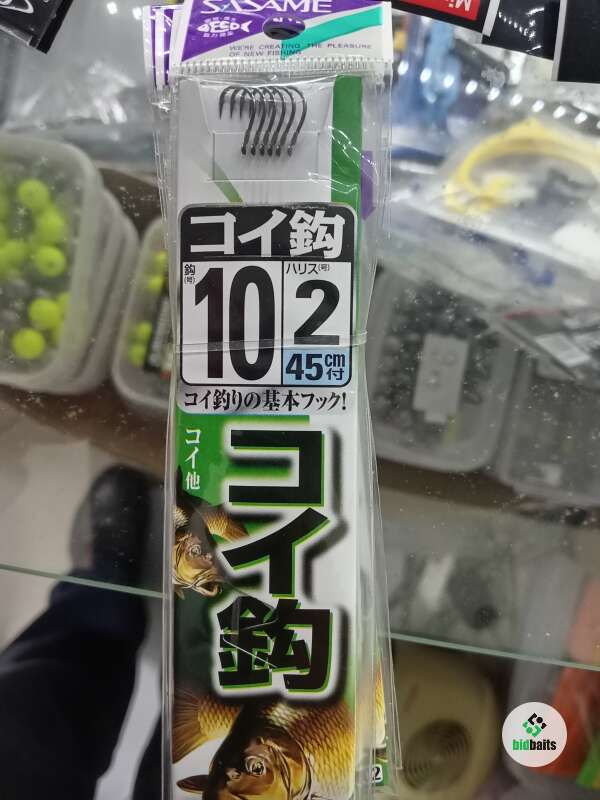 SASAME
WE'RE CREATING THE PLEASURE
OF NEW FISHING
コイ鈎
鈎(号)
10
ハリス(号)
2
45cm付
コイ釣りの基本フック!
コイ他
コイ鈎
bidbaits